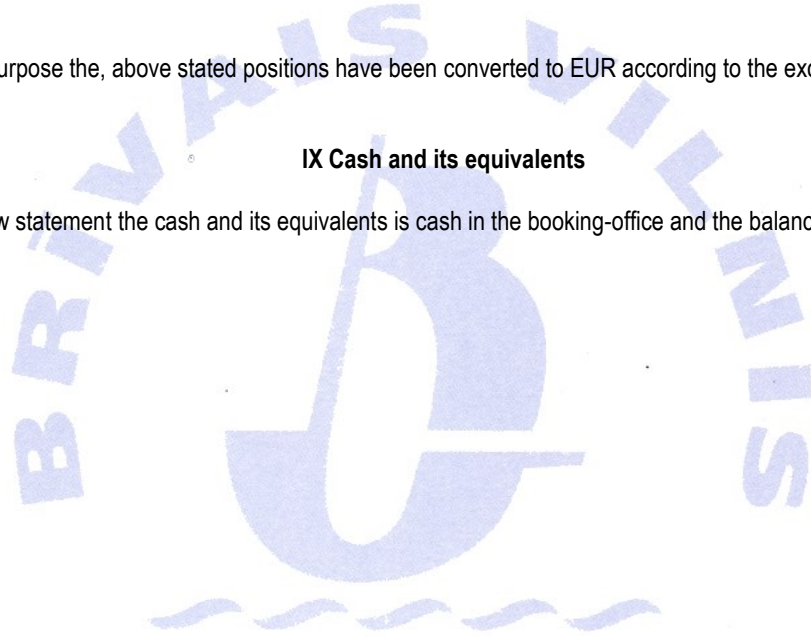 urpose the, above stated positions have been converted to EUR according to the exc
IX Cash and its equivalents
w statement the cash and its equivalents is cash in the booking-office and the balanc
BRĪVAIS VILNIS